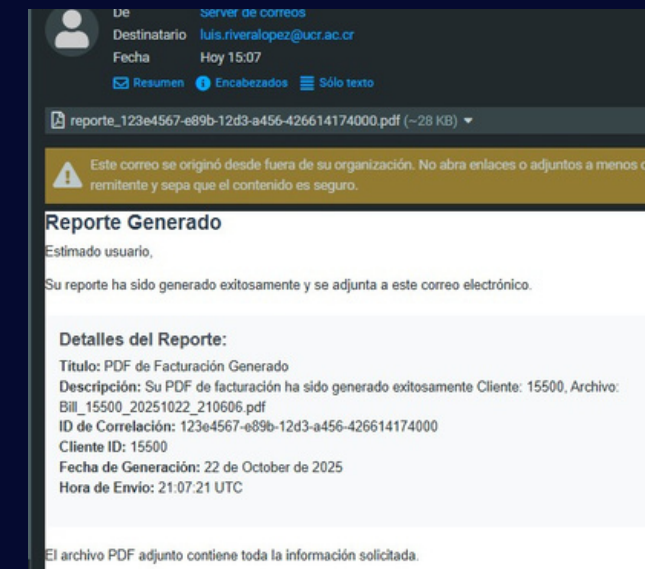 De Server de correos
Destinatario luis.riveralopez@ucr.ac.cr
Fecha Hoy 15:07
Resumen Encabezados Sólo texto
reporte_123e4567-e89b-12d3-a456-426614174000.pdf (~28 KB)
Este correo se originó desde fuera de su organización. No abra enlaces o adjuntos a menos
remitente y sepa que el contenido es seguro.
Reporte Generado
Estimado usuario,
Su reporte ha sido generado exitosamente y se adjunta a este correo electrónico.
Detalles del Reporte:
Título: PDF de Facturación Generado
Descripción: Su PDF de facturación ha sido generado exitosamente Cliente: 15500, Archivo:
Bill_15500_20251022_210606.pdf
ID de Correlación: 123e4567-e89b-12d3-a456-426614174000
Cliente ID: 15500
Fecha de Generación: 22 de October de 2025
Hora de Envío: 21:07:21 UTC
El archivo PDF adjunto contiene toda la información solicitada.